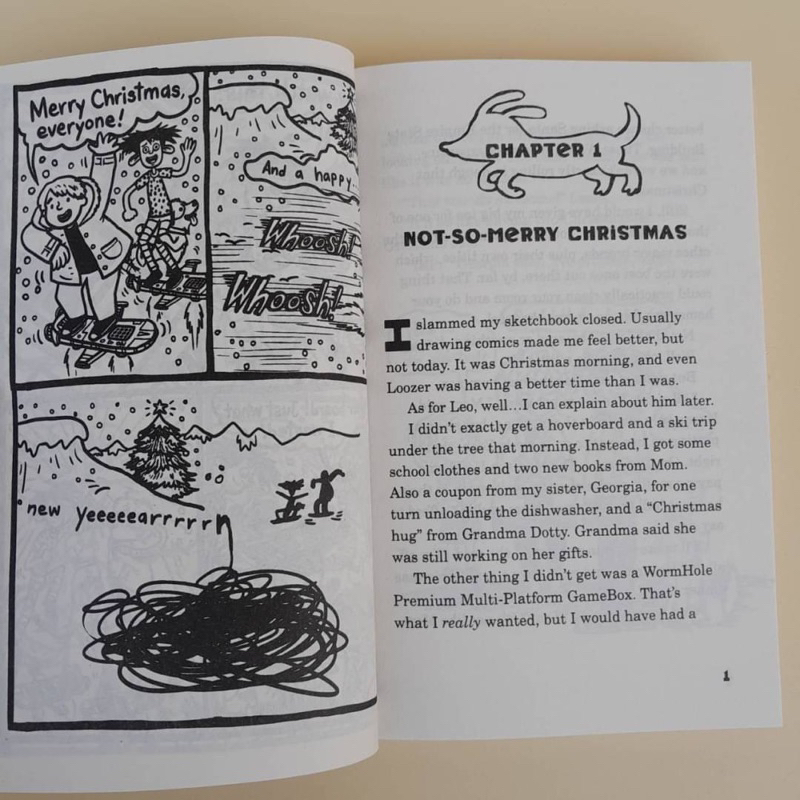 Merry Christmas,
everyone!
And a happy...
Whoosh!
Whoosh!
new yeeeeearrrrrn
CHAPTER 1
NOT-SO-MERRY CHRISTMAS
I slammed my sketchbook closed. Usually
drawing comics made me feel better, but
not today. It was Christmas morning, and even
Loozer was having a better time than I was.
As for Leo, well...I can explain about him later.
I didn't exactly get a hoverboard and a ski trip
under the tree that morning. Instead, I got some
school clothes and two new books from Mom.
Also a coupon from my sister, Georgia, for one
turn unloading the dishwasher, and a "Christmas
hug" from Grandma Dotty. Grandma said she
was still working on her gifts.
The other thing I didn't get was a WormHole
Premium Multi-Platform GameBox. That's
what I really wanted, but I would have had a
1